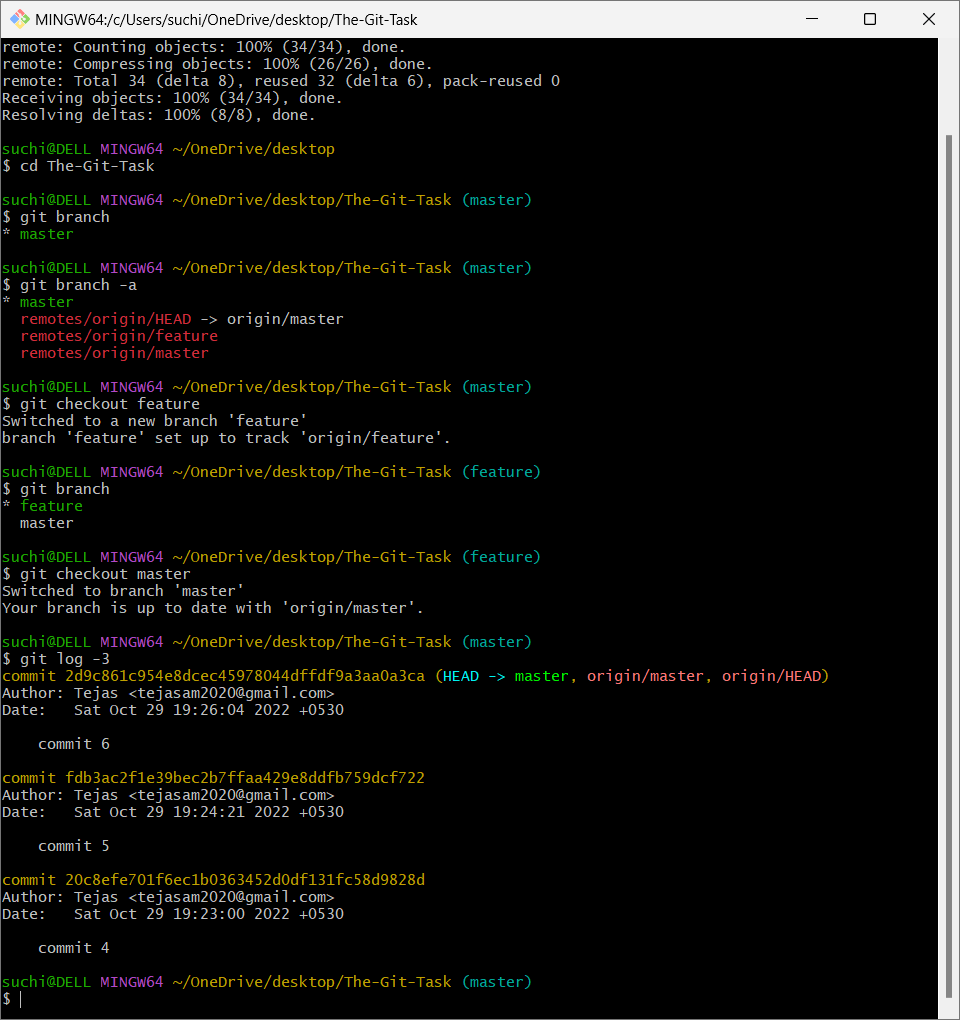 MINGW64:/c/Users/suchi/OneDrive/desktop/The-Git-Task
remote: Counting objects: 100% (34/34), done.
remote: Compressing objects: 100% (26/26), done.
remote: Total 34 (delta 8), reused 32 (delta 6), pack-reused 0
Receiving objects: 100% (34/34), done.
Resolving deltas: 100% (8/8), done.
suchi@DELL MINGW64 ~/OneDrive/desktop
$ cd The-Git-Task
suchi@DELL MINGW64 ~/OneDrive/desktop/The-Git-Task (master)
$ git branch
* master
suchi@DELL MINGW64 ~/OneDrive/desktop/The-Git-Task (master)
$ git branch -a
* master
  remotes/origin/HEAD -> origin/master
  remotes/origin/feature
  remotes/origin/master
suchi@DELL MINGW64 ~/OneDrive/desktop/The-Git-Task (master)
$ git checkout feature
Switched to a new branch 'feature'
branch 'feature' set up to track 'origin/feature'.
suchi@DELL MINGW64 ~/OneDrive/desktop/The-Git-Task (feature)
$ git branch
* feature
  master
suchi@DELL MINGW64 ~/OneDrive/desktop/The-Git-Task (feature)
$ git checkout master
Switched to branch 'master'
Your branch is up to date with 'origin/master'.
suchi@DELL MINGW64 ~/OneDrive/desktop/The-Git-Task (master)
$ git log -3
commit 2d9c861c954e8dcec45978044dffdf9a3aa0a3ca (HEAD -> master, origin/master, origin/HEAD)
Author: Tejas <tejasam2020@gmail.com>
Date:   Sat Oct 29 19:26:04 2022 +0530
    commit 6
commit fdb3ac2f1e39bec2b7ffaa429e8ddfb759dcf722
Author: Tejas <tejasam2020@gmail.com>
Date:   Sat Oct 29 19:24:21 2022 +0530
    commit 5
commit 20c8efe701f6ec1b0363452d0df131fc58d9828d
Author: Tejas <tejasam2020@gmail.com>
Date:   Sat Oct 29 19:23:00 2022 +0530
    commit 4
suchi@DELL MINGW64 ~/OneDrive/desktop/The-Git-Task (master)
$